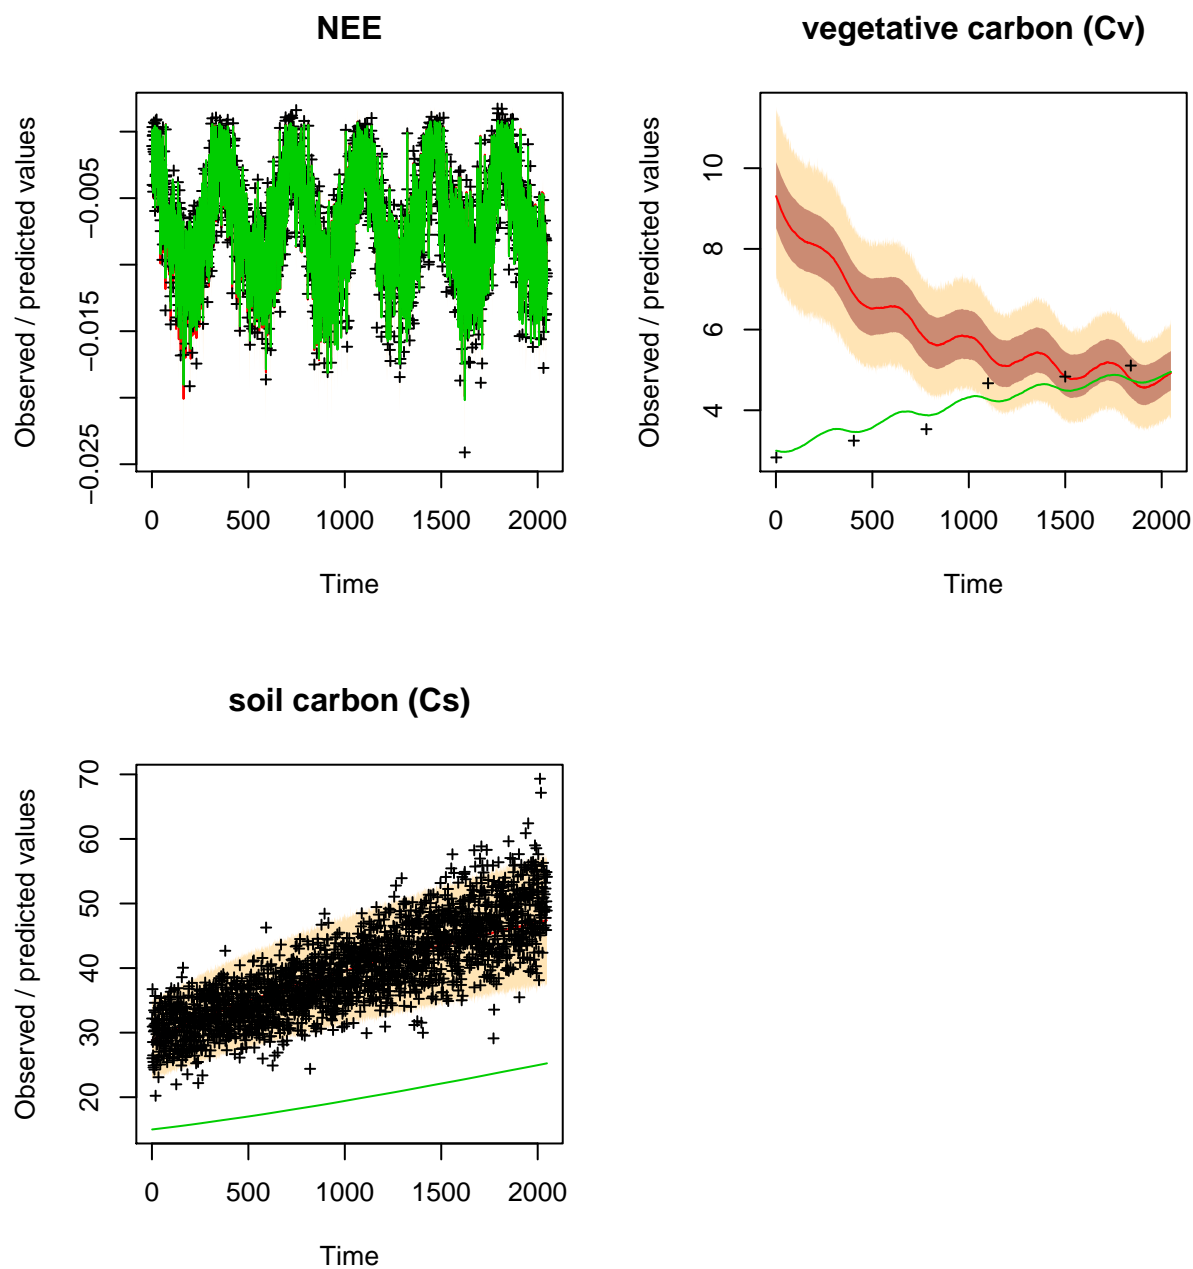 NEE
Observed / predicted values
−0.005
−0.015
−0.025
0 500 1000 1500 2000
Time
vegetative carbon (Cv)
Observed / predicted values
10
8
6
4
0 500 1000 1500 2000
Time
soil carbon (Cs)
Observed / predicted values
70
60
50
40
30
20
0 500 1000 1500 2000
Time